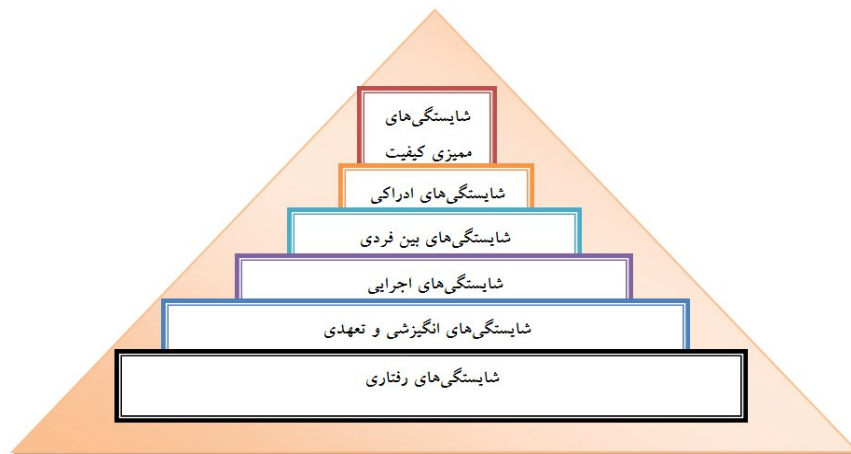 شایستگی‌های
ممیزی کیفیت
شایستگی‌های ادراکی
شایستگی‌های بین فردی
شایستگی‌های اجرایی
شایستگی‌های انگیزشی و تعهدی
شایستگی‌های رفتاری